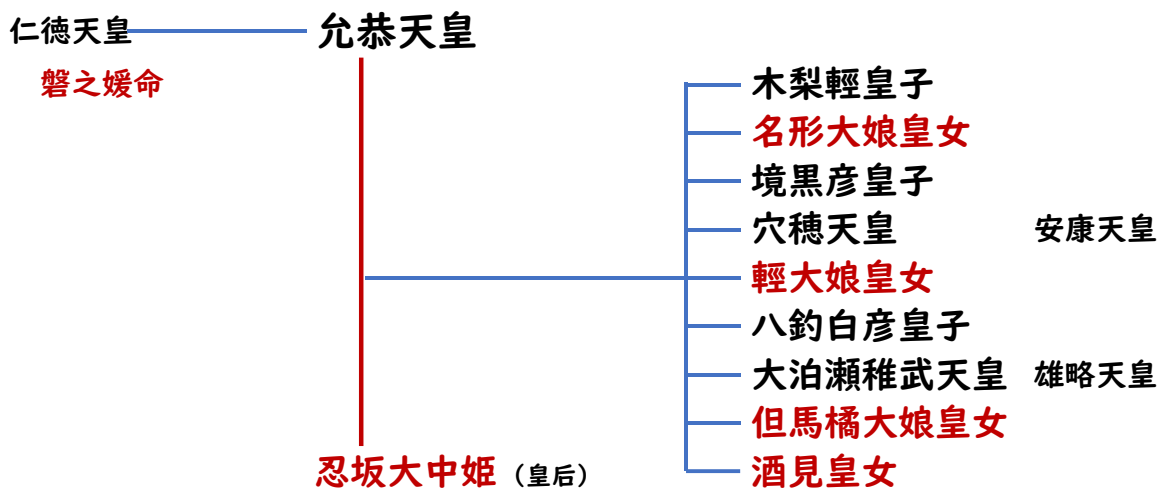 仁徳天皇
磐之媛命
允恭天皇
忍坂大中姫（皇后）
木梨輕皇子
名形大娘皇女
境黒彦皇子
穴穂天皇 安康天皇
輕大娘皇女
八釣白彦皇子
大泊瀬稚武天皇 雄略天皇
但馬橘大娘皇女
酒見皇女